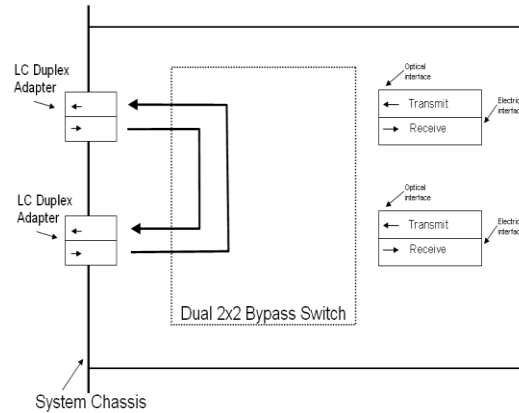 LC Duplex
Adapter
Optical
interface
Transmit
Receive
LC Duplex
Adapter
Optical
interface
Transmit
Receive
Dual 2x2 Bypass Switch
System Chassis